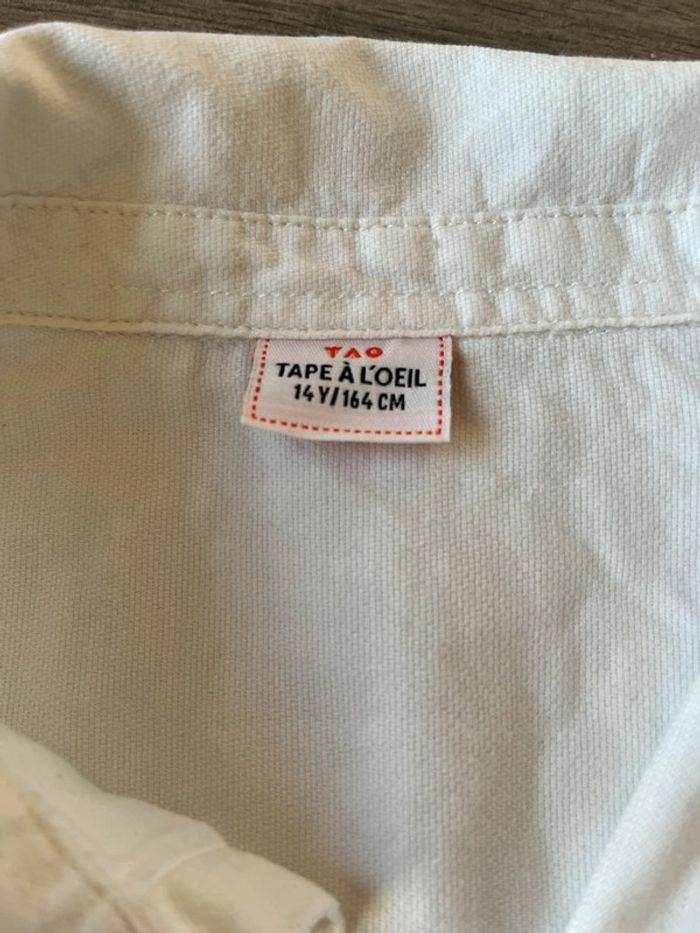 TAO
TAPE À L'OEIL
14 Y/164 CM